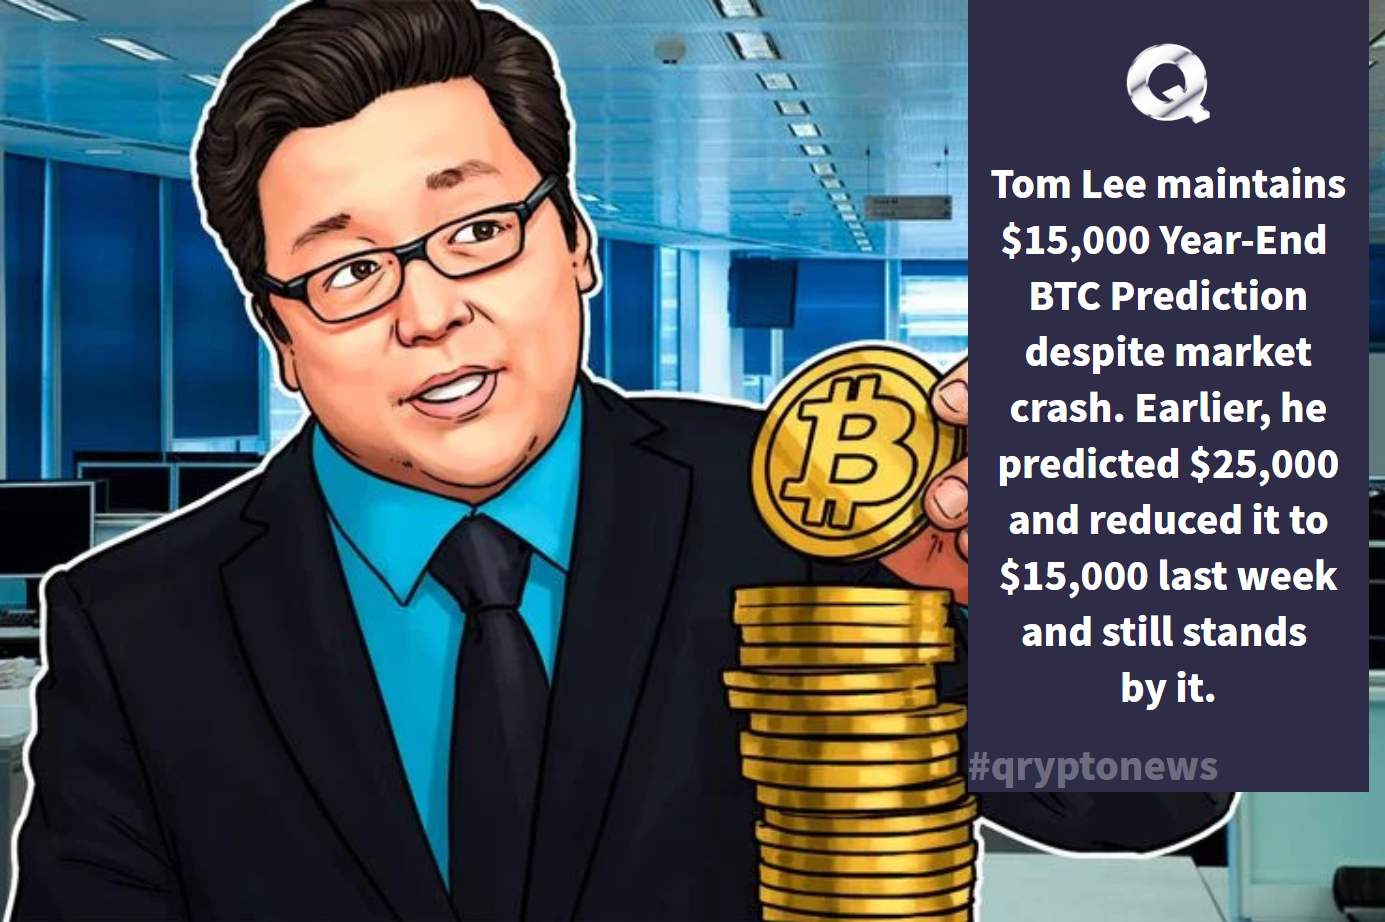 Q
Tom Lee maintains
$15,000 Year-End
BTC Prediction
despite market
crash. Earlier, he
predicted $25,000
and reduced it to
$15,000 last week
and still stands
by it.
#qryptonews